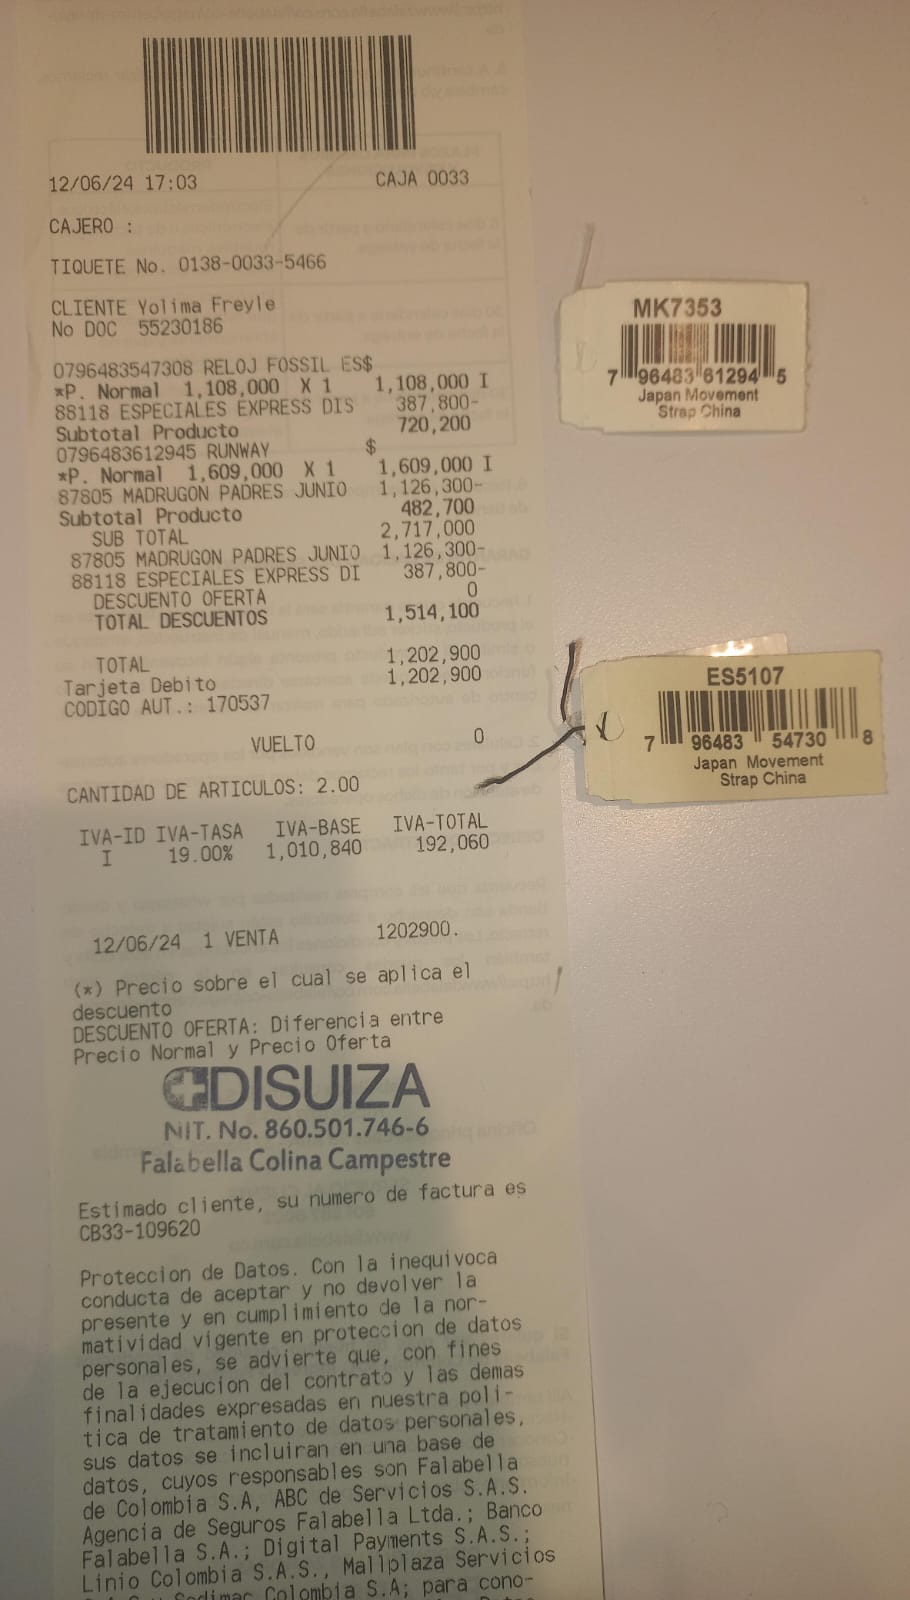 12/06/24 17:03 CAJA 0033
CAJERO :
TIQUETE No. 0138-0033-5466
CLIENTE Yolima Freyle
No DOC 55230186
0796483547308 RELOJ FOSSIL ES$
*P. Normal 1,108,000 X 1 1,108,000 I
88118 ESPECIALES EXPRESS DIS 387,800-
Subtotal Producto 720,200
0796483612945 RUNWAY $
*P. Normal 1,609,000 X 1 1,609,000 I
87805 MADRUGON PADRES JUNIO 1,126,300-
Subtotal Producto 482,700
SUB TOTAL 2,717,000
87805 MADRUGON PADRES JUNIO 1,126,300-
88118 ESPECIALES EXPRESS DI 387,800-
DESCUENTO OFERTA 0
TOTAL DESCUENTOS 1,514,100
TOTAL 1,202,900
Tarjeta Debito 1,202,900
CODIGO AUT.: 170537
VUELTO 0
CANTIDAD DE ARTICULOS: 2.00
IVA-ID IVA-TASA IVA-BASE IVA-TOTAL
I 19.00% 1,010,840 192,060
12/06/24 1 VENTA 1202900.
(*) Precio sobre el cual se aplica el
descuento
DESCUENTO OFERTA: Diferencia entre
Precio Normal y Precio Oferta
DISUIZA
NIT. No. 860.501.746-6
Falabella Colina Campestre
Estimado cliente, su numero de factura es
CB33-109620
Proteccion de Datos. Con la inequivoca
conducta de aceptar y no devolver la
presente y en cumplimiento de la nor-
matividad vigente en proteccion de datos
personales, se advierte que, con fines
de la ejecucion del contrato y las demas
finalidades expresadas en nuestra poli-
tica de tratamiento de datos personales,
sus datos se incluiran en una base de
datos, cuyos responsables son Falabella
de Colombia S.A, ABC de Servicios S.A.S.
Agencia de Seguros Falabella Ltda.; Banco
Falabella S.A.; Digital Payments S.A.S.;
Linio Colombia S.A.S., Mallplaza Servicios
Sodimac Colombia S.A; para cono-
MK7353
7 96483 61294 5
Japan Movement
Strap China
ES5107
7 96483 54730 8
Japan Movement
Strap China